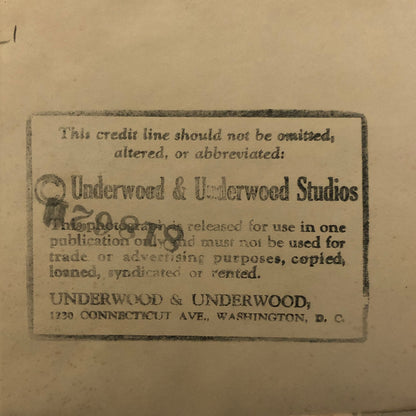 This credit line should not be omitted,
altered, or abbreviated:
© Underwood & Underwood Studios
This photograph is released for use in one
publication only and must not be used for
trade or advertising purposes, copied,
loaned, syndicated or rented.
UNDERWOOD & UNDERWOOD,
1230 CONNECTICUT AVE., WASHINGTON, D. C.